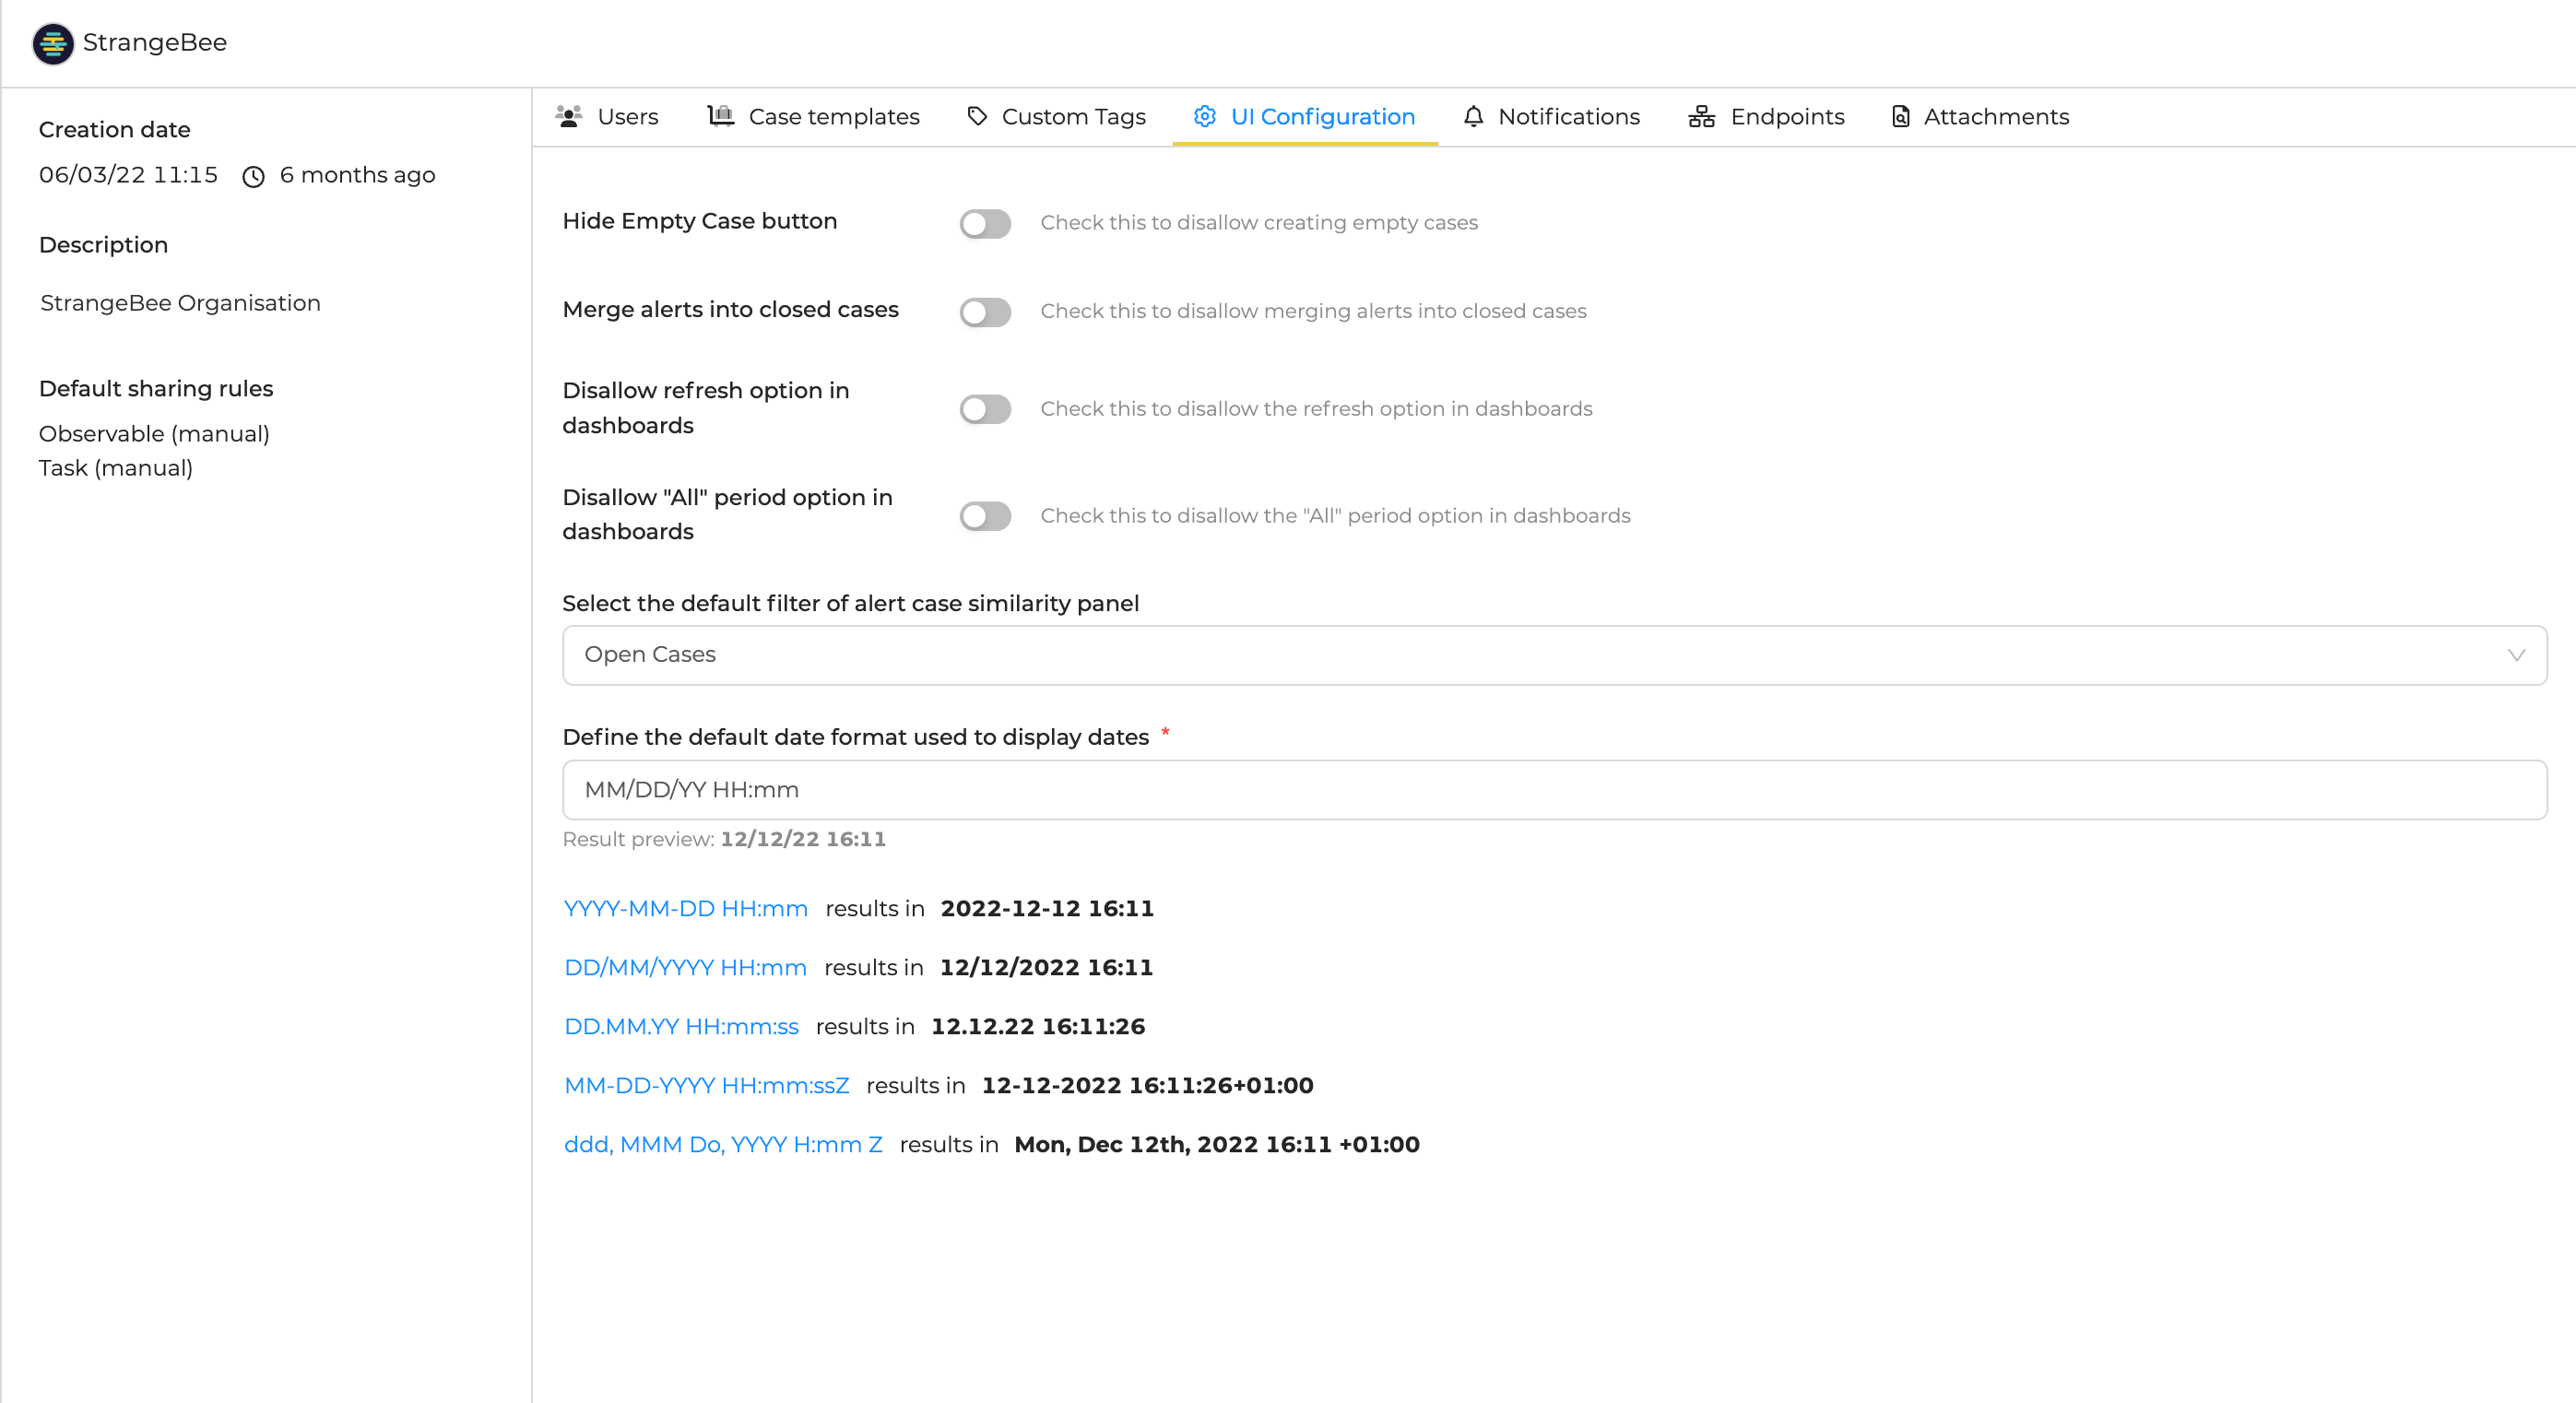 StrangeBee
Creation date
06/03/22 11:15 6 months ago
Description
StrangeBee Organisation
Default sharing rules
Observable (manual)
Task (manual)
Users Case templates Custom Tags UI Configuration Notifications Endpoints Attachments
Hide Empty Case button Check this to disallow creating empty cases
Merge alerts into closed cases Check this to disallow merging alerts into closed cases
Disallow refresh option in
dashboards
Check this to disallow the refresh option in dashboards
Disallow "All" period option in
dashboards
Check this to disallow the "All" period option in dashboards
Select the default filter of alert case similarity panel
Open Cases
Define the default date format used to display dates *
MM/DD/YY HH:mm
Result preview: 12/12/22 16:11
YYYY-MM-DD HH:mm results in 2022-12-12 16:11
DD/MM/YYYY HH:mm results in 12/12/2022 16:11
DD.MM.YY HH:mm:ss results in 12.12.22 16:11:26
MM-DD-YYYY HH:mm:ssZ results in 12-12-2022 16:11:26+01:00
ddd, MMM Do, YYYY H:mm Z results in Mon, Dec 12th, 2022 16:11 +01:00